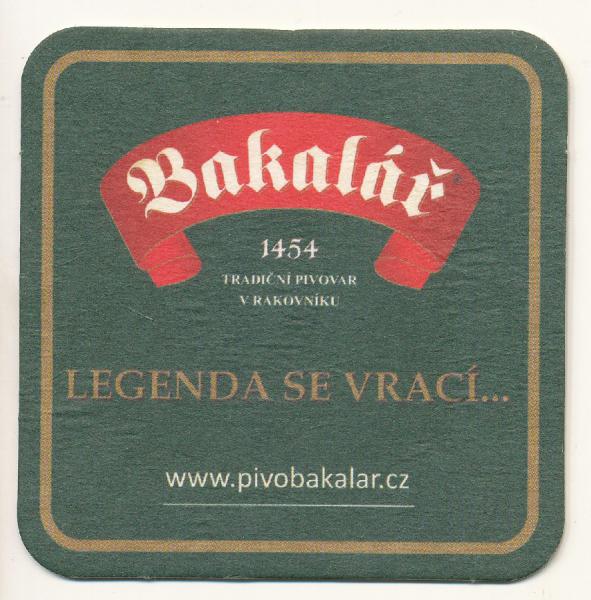 Bakalář
1454
TRADIČNÍ PIVOVAR
V RAKOVNÍKU
LEGENDA SE VRACÍ...
www.pivobakalar.cz